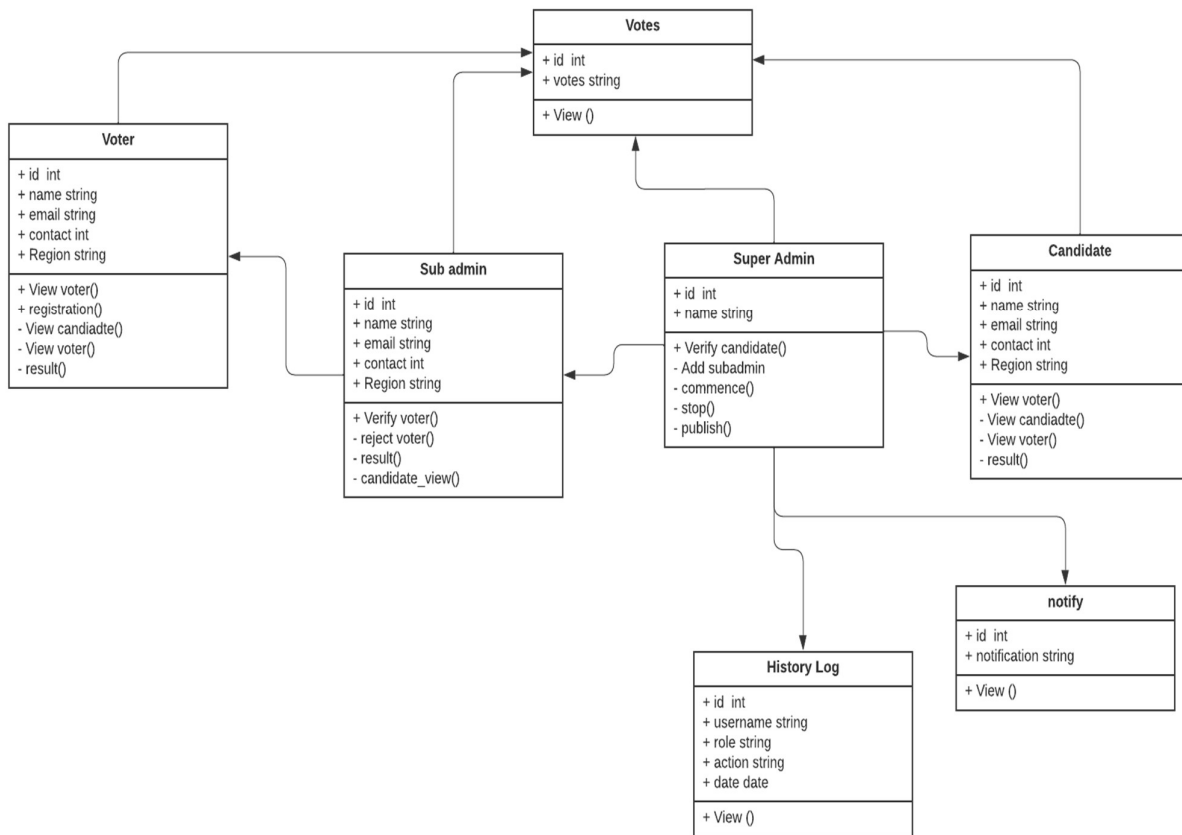 Votes
+ id  int
+ votes string
+ View ()
Voter
+ id  int
+ name string
+ email string
+ contact int
+ Region string
+ View voter()
+ registration()
- View candiadte()
- View voter()
- result()
Sub admin
+ id  int
+ name string
+ email string
+ contact int
+ Region string
+ Verify voter()
- reject voter()
- result()
- candidate_view()
Super Admin
+ id  int
+ name string
+ Verify candidate()
- Add subadmin
- commence()
- stop()
- publish()
Candidate
+ id  int
+ name string
+ email string
+ contact int
+ Region string
+ View voter()
- View candiadte()
- View voter()
- result()
notify
+ id  int
+ notification string
+ View ()
History Log
+ id  int
+ username string
+ role string
+ action string
+ date date
+ View ()